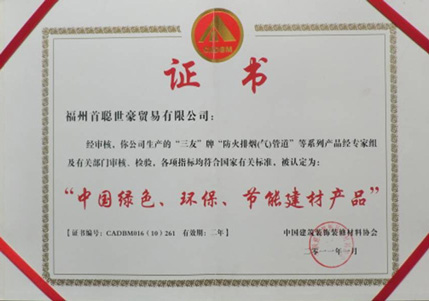 CADBM
证书
福州首聪世豪贸易有限公司：
经审核，你公司生产的“三友”牌“防火排烟(气)管道”等系列产品经专家组
及有关部门审核、检验，各项指标均符合国家有关标准，被认定为：
“中国绿色、环保、节能建材产品”
【证书编号：CADBM016（10）261 有效期：二年】
中国建筑装饰装修材料协会
二〇一一年一月